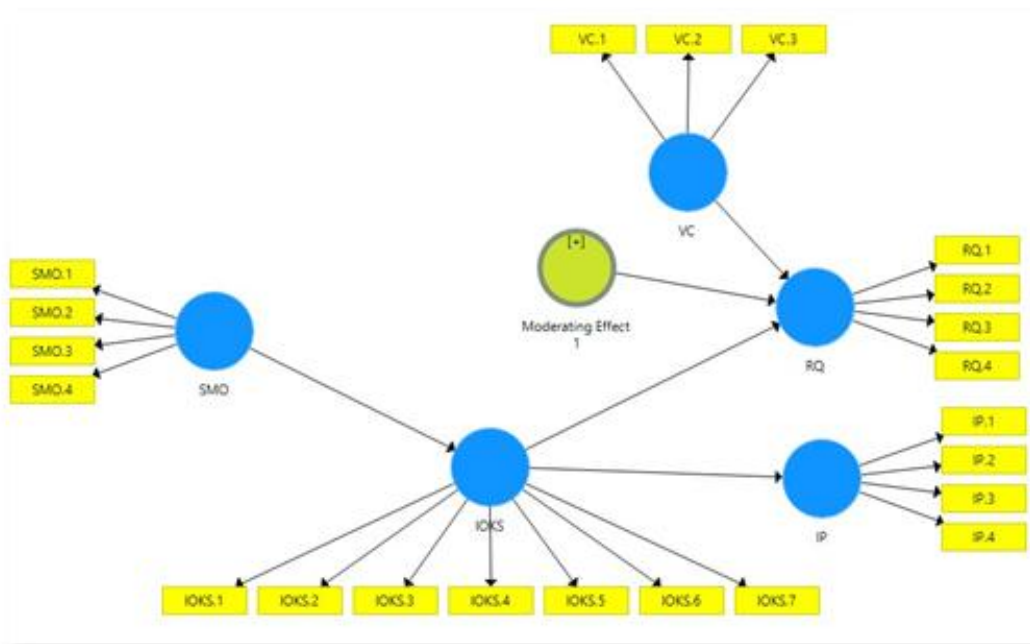 VC.1
VC.2
VC.3
VC
[+]
Moderating Effect
1
SMO.1
SMO.2
SMO.3
SMO.4
SMO
RQ.1
RQ.2
RQ.3
RQ.4
RQ
IP.1
IP.2
IP.3
IP.4
IP
IOKS
IOKS.1
IOKS.2
IOKS.3
IOKS.4
IOKS.5
IOKS.6
IOKS.7